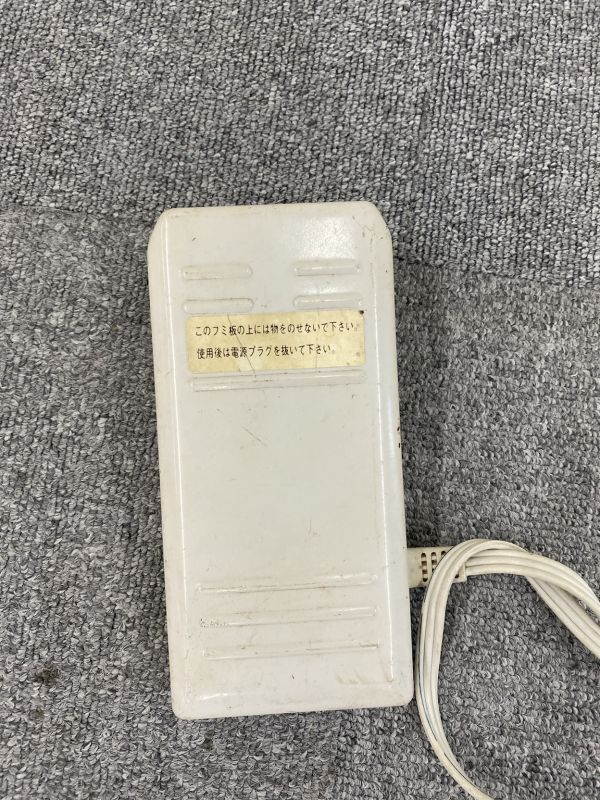 このフミ板の上には物をのせないで下さい。
使用後は電源プラグを抜いて下さい。